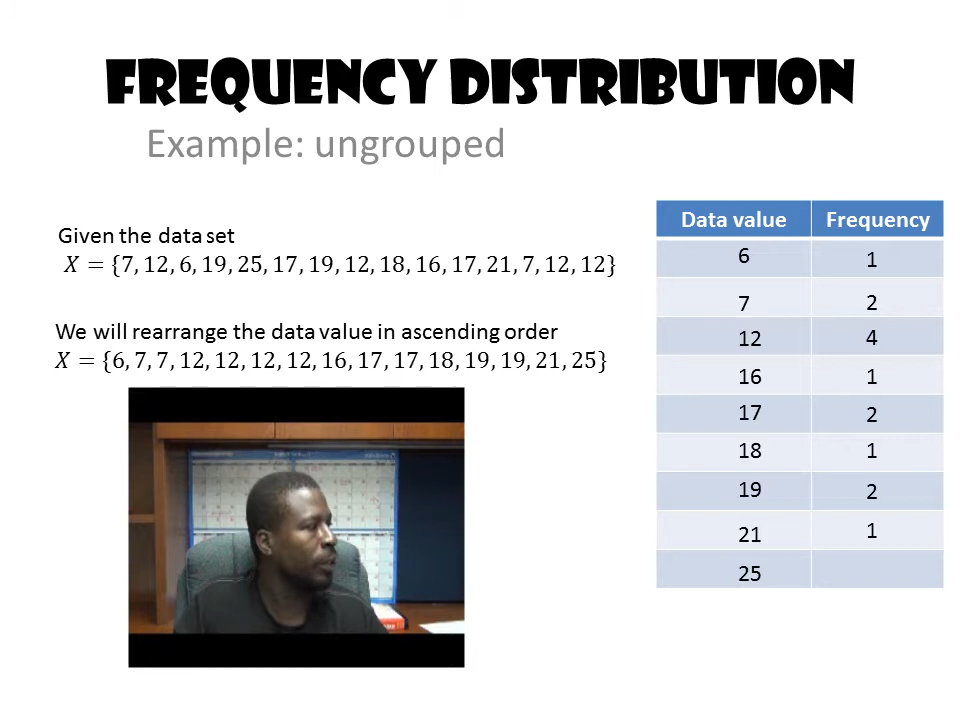 FREQUENCY DISTRIBUTION
Example: ungrouped
Given the data set
X = {7, 12, 6, 19, 25, 17, 19, 12, 18, 16, 17, 21, 7, 12, 12}
We will rearrange the data value in ascending order
X = {6, 7, 7, 12, 12, 12, 12, 16, 17, 17, 18, 19, 19, 21, 25}
Data value Frequency
6 1
7 2
12 4
16 1
17 2
18 1
19 2
21 1
25